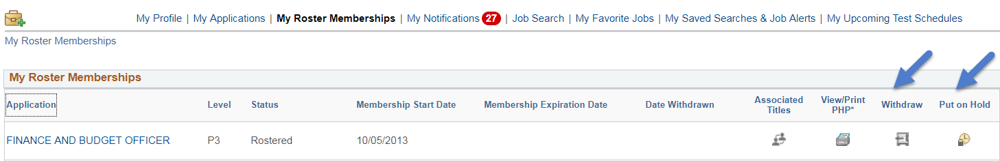 My Profile | My Applications | My Roster Memberships | My Notifications 27 | Job Search | My Favorite Jobs | My Saved Searches & Job Alerts | My Upcoming Test Schedules
My Roster Memberships
My Roster Memberships
Application Level Status Membership Start Date Membership Expiration Date Date Withdrawn Associated Titles View/Print PHP* Withdraw Put on Hold
FINANCE AND BUDGET OFFICER P3 Rostered 10/05/2013